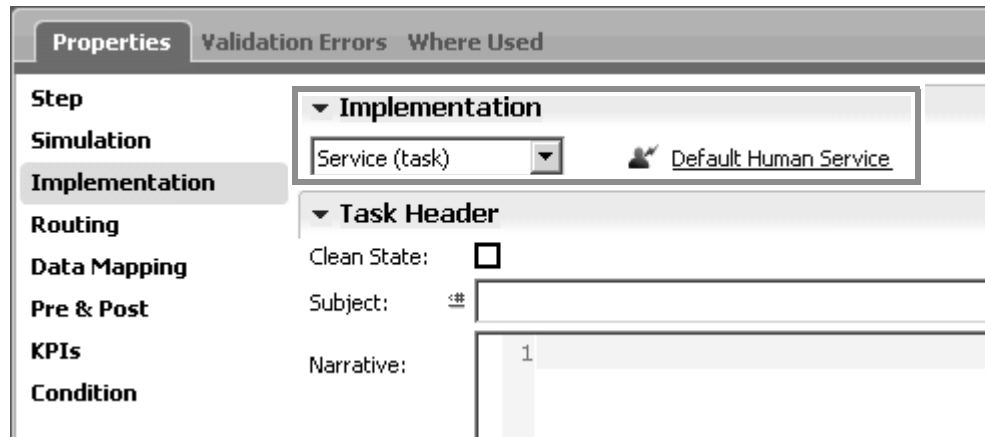 Properties Validation Errors Where Used
Step
Simulation
Implementation
Routing
Data Mapping
Pre & Post
KPIs
Condition
Implementation
Service (task) Default Human Service
Task Header
Clean State:
Subject: <#
Narrative: 1